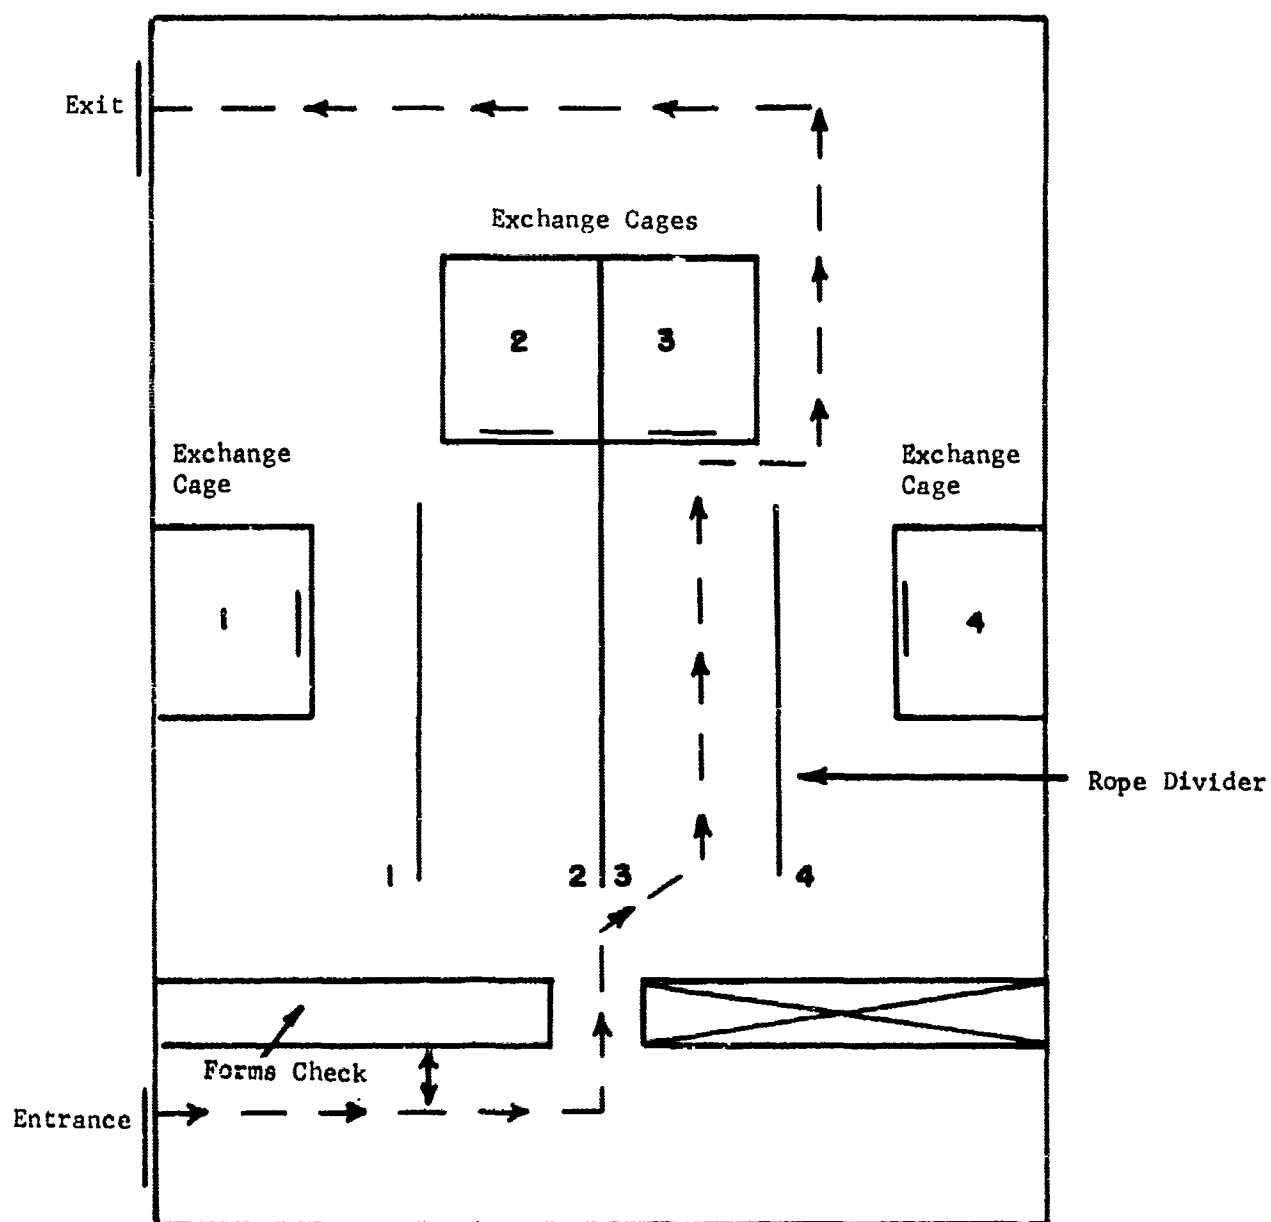 Exit
Exchange Cages
2
3
Exchange
Cage
Exchange
Cage
1
4
Rope Divider
1
2
3
4
Forms Check
Entrance